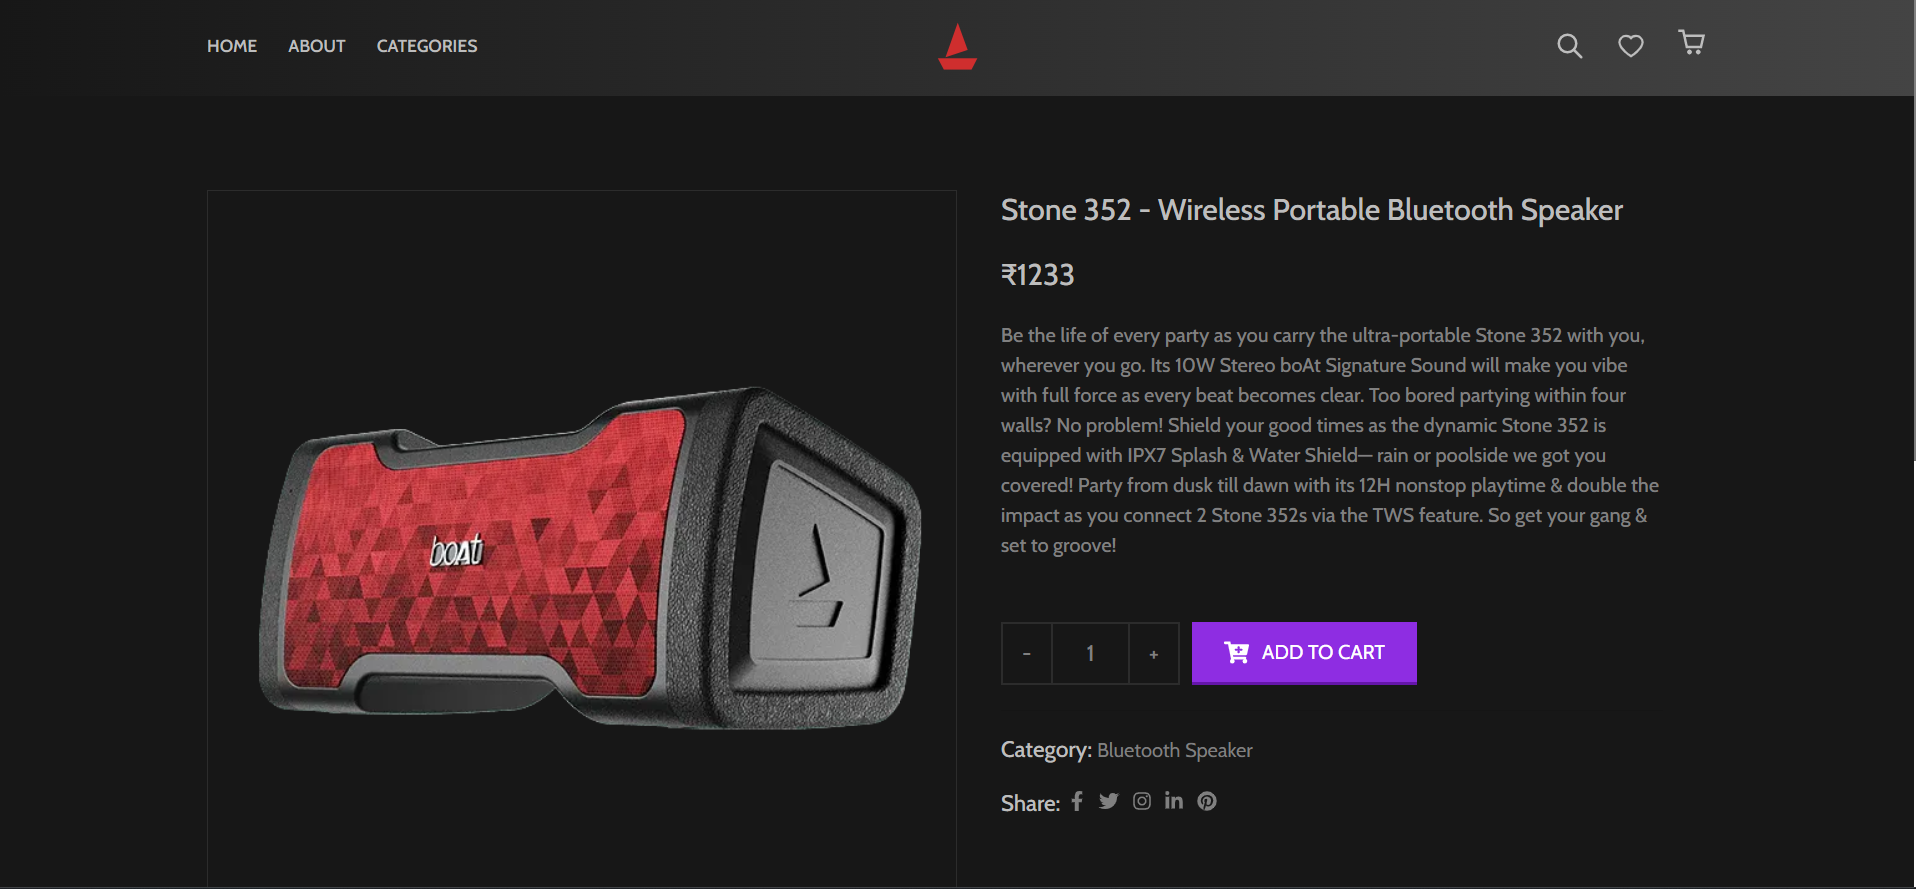 HOME ABOUT CATEGORIES
Stone 352 - Wireless Portable Bluetooth Speaker
₹1233
Be the life of every party as you carry the ultra-portable Stone 352 with you,
wherever you go. Its 10W Stereo boAt Signature Sound will make you vibe
with full force as every beat becomes clear. Too bored partying within four
walls? No problem! Shield your good times as the dynamic Stone 352 is
equipped with IPX7 Splash & Water Shield— rain or poolside we got you
covered! Party from dusk till dawn with its 12H nonstop playtime & double the
impact as you connect 2 Stone 352s via the TWS feature. So get your gang &
set to groove!
boAt
- 1 + ADD TO CART
Category: Bluetooth Speaker
Share: